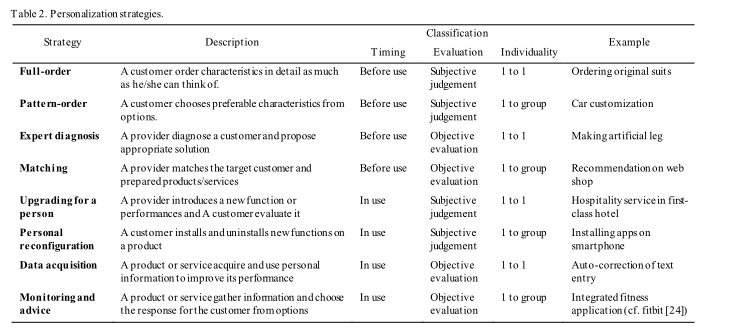 Table 2. Personalization strategies.
Strategy Description Classification Example
Timing Evaluation Individuality
Full-order A customer order characteristics in detail as much Before use Subjective 1 to 1 Ordering original suits
as he/she can think of. judgement
Pattern-order A customer chooses preferable characteristics from Before use Subjective 1 to group Car customization
options. judgement
Expert diagnosis A provider diagnose a customer and propose Before use Objective 1 to 1 Making artificial leg
appropriate solution evaluation
Matching A provider matches the target customer and Before use Objective 1 to group Recommendation on web
prepared products/services evaluation shop
Upgrading for a A provider introduces a new function or In use Subjective 1 to 1 Hospitality service in first-
person performances and A customer evaluate it judgement class hotel
Personal A customer installs and uninstalls new functions on In use Subjective 1 to group Installing apps on
reconfiguration a product judgement smartphone
Data acquisition A product or service acquire and use personal In use Objective 1 to 1 Auto-correction of text
information to improve its performance evaluation entry
Monitoring and A product or service gather information and choose In use Objective 1 to group Integrated fitness
advice the response for the customer from options evaluation application (cf. fitbit [24])